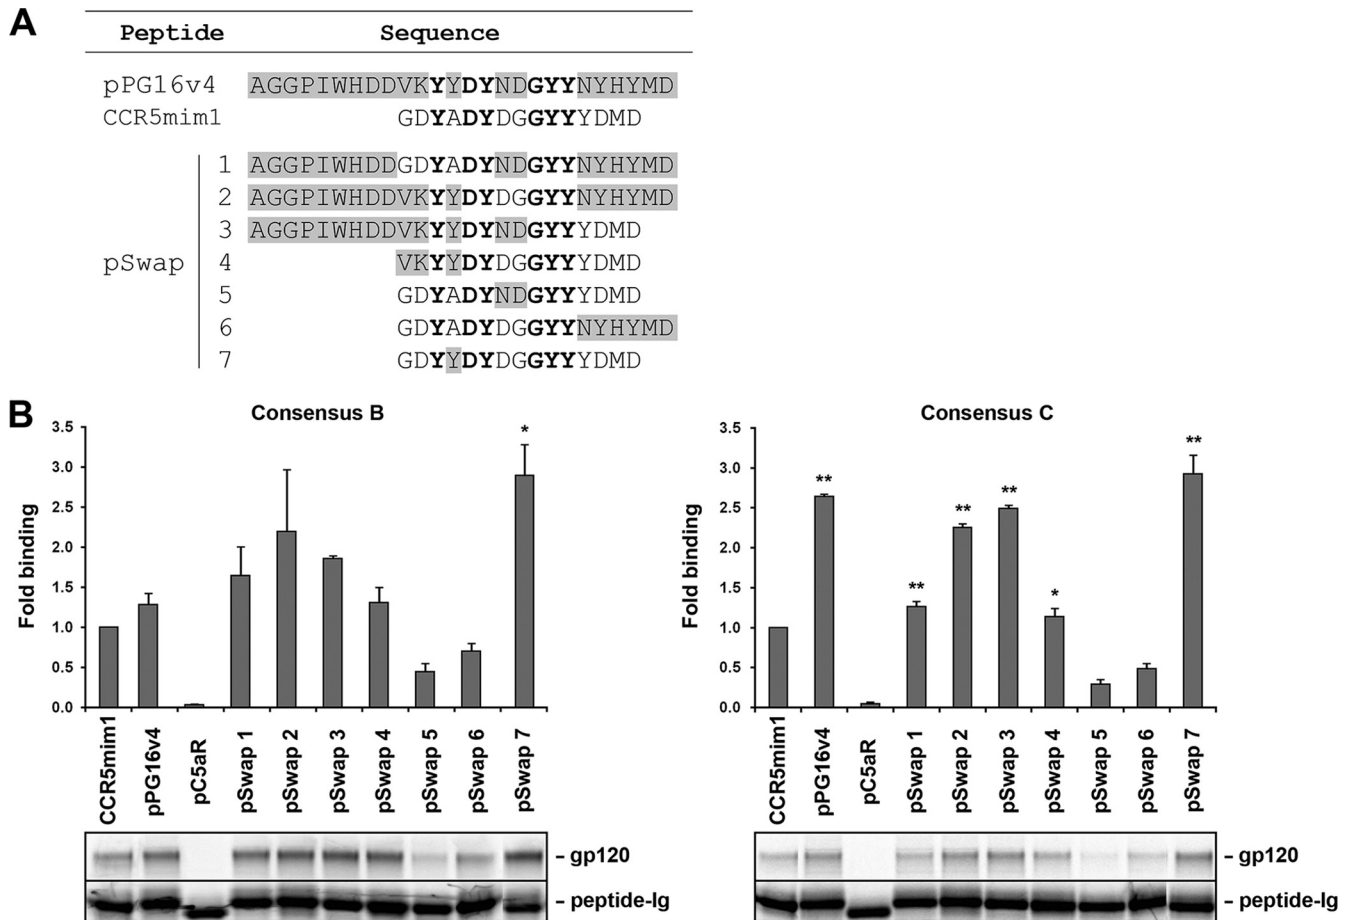 A
Peptide Sequence
pPG16v4 AGGPIWHDDVKYYDYNDGYYNYHYMD
CCR5mim1 GDYADYDGGYYYDMD
1 AGGPIWHDDGDYADYNDGYYNYHYMD
2 AGGPIWHDDVKYYDYDGGYYNYHYMD
3 AGGPIWHDDVKYYDYNDGYYYDMD
pSwap 4 VKYYDYDGGYYYDMD
5 GDYADYNDGYYYDMD
6 GDYADYDGGYYNYHYMD
7 GDYYDYDGGYYYDMD
B
Consensus B
Fold binding
3.5
3.0
2.5
2.0
1.5
1.0
0.5
0.0
*
CCR5mim1
pPG16v4
pC5aR
pSwap 1
pSwap 2
pSwap 3
pSwap 4
pSwap 5
pSwap 6
pSwap 7
– gp120
– peptide-Ig
Consensus C
Fold binding
3.5
3.0
2.5
2.0
1.5
1.0
0.5
0.0
**
**
**
**
*
**
CCR5mim1
pPG16v4
pC5aR
pSwap 1
pSwap 2
pSwap 3
pSwap 4
pSwap 5
pSwap 6
pSwap 7
– gp120
– peptide-Ig